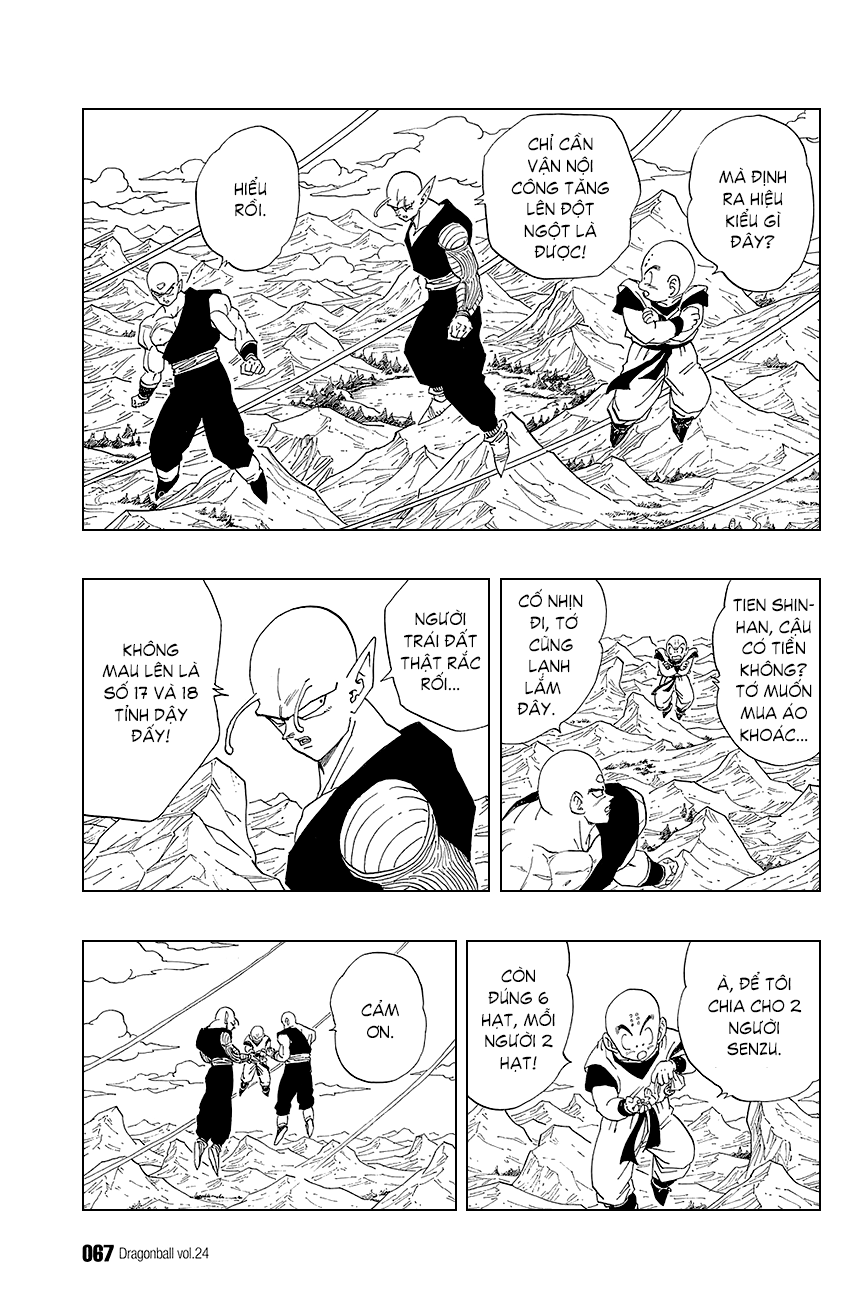 MÀ ĐỊNH
RA HIỆU
KIỂU GÌ
ĐÂY?
CHỈ CẦN
VẬN NỘI
CÔNG TĂNG
LÊN ĐỘT
NGỘT LÀ
ĐƯỢC!
HIỂU
RỒI.
TIEN SHIN-
HAN, CẬU
CÓ TIỀN
KHÔNG?
TỚ MUỐN
MUA ÁO
KHOÁC...
CỐ NHỊN
ĐI, TỚ
CŨNG
LẠNH
LẮM
ĐÂY.
NGƯỜI
TRÁI ĐẤT
THẬT RẮC
RỐI...
KHÔNG
MAU LÊN LÀ
SỐ 17 VÀ 18
TỈNH DẬY
ĐẤY!
À, ĐỂ TÔI
CHIA CHO 2
NGƯỜI
SENZU.
CÒN
ĐÚNG 6
HẠT, MỖI
NGƯỜI 2
HẠT!
CẢM
ƠN.
067 Dragonball vol.24